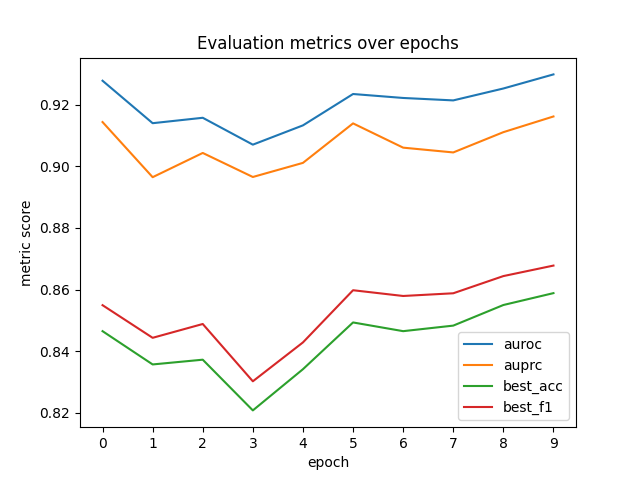 Evaluation metrics over epochs
metric score
0.92
0.90
0.88
0.86
0.84
0.82
0 1 2 3 4 5 6 7 8 9
epoch
auroc
auprc
best_acc
best_f1